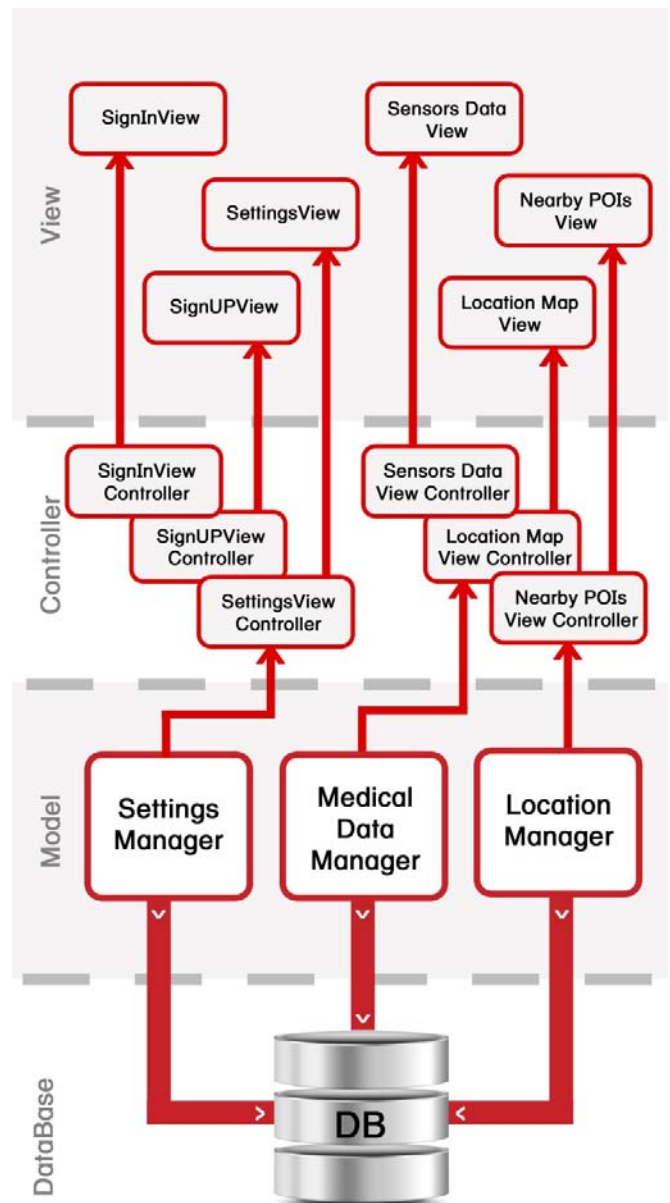 View
SignInView
Sensors Data
View
SettingsView
Nearby POIs
View
SignUPView
Location Map
View
Controller
SignInView
Controller
Sensors Data
View Controller
SignUPView
Controller
Location Map
View Controller
SettingsView
Controller
Nearby POIs
View Controller
Model
Settings
Manager
Medical
Data
Manager
Location
Manager
DataBase
DB